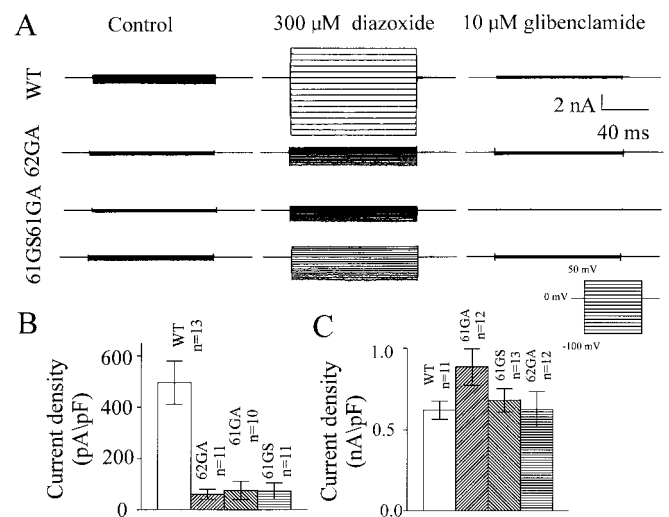 A
Control
300 µM diazoxide
10 µM glibenclamide
WT
2 nA
40 ms
62GA
61GA
61GS
50 mV
0 mV
-100 mV
B
Current density
(pA\pF)
600
400
200
0
WT
n=13
62GA
n=11
61GA
n=10
61GS
n=11
C
Current density
(nA\pF)
1.0
0.5
0.0
WT
n=11
61GA
n=12
61GS
n=13
62GA
n=12